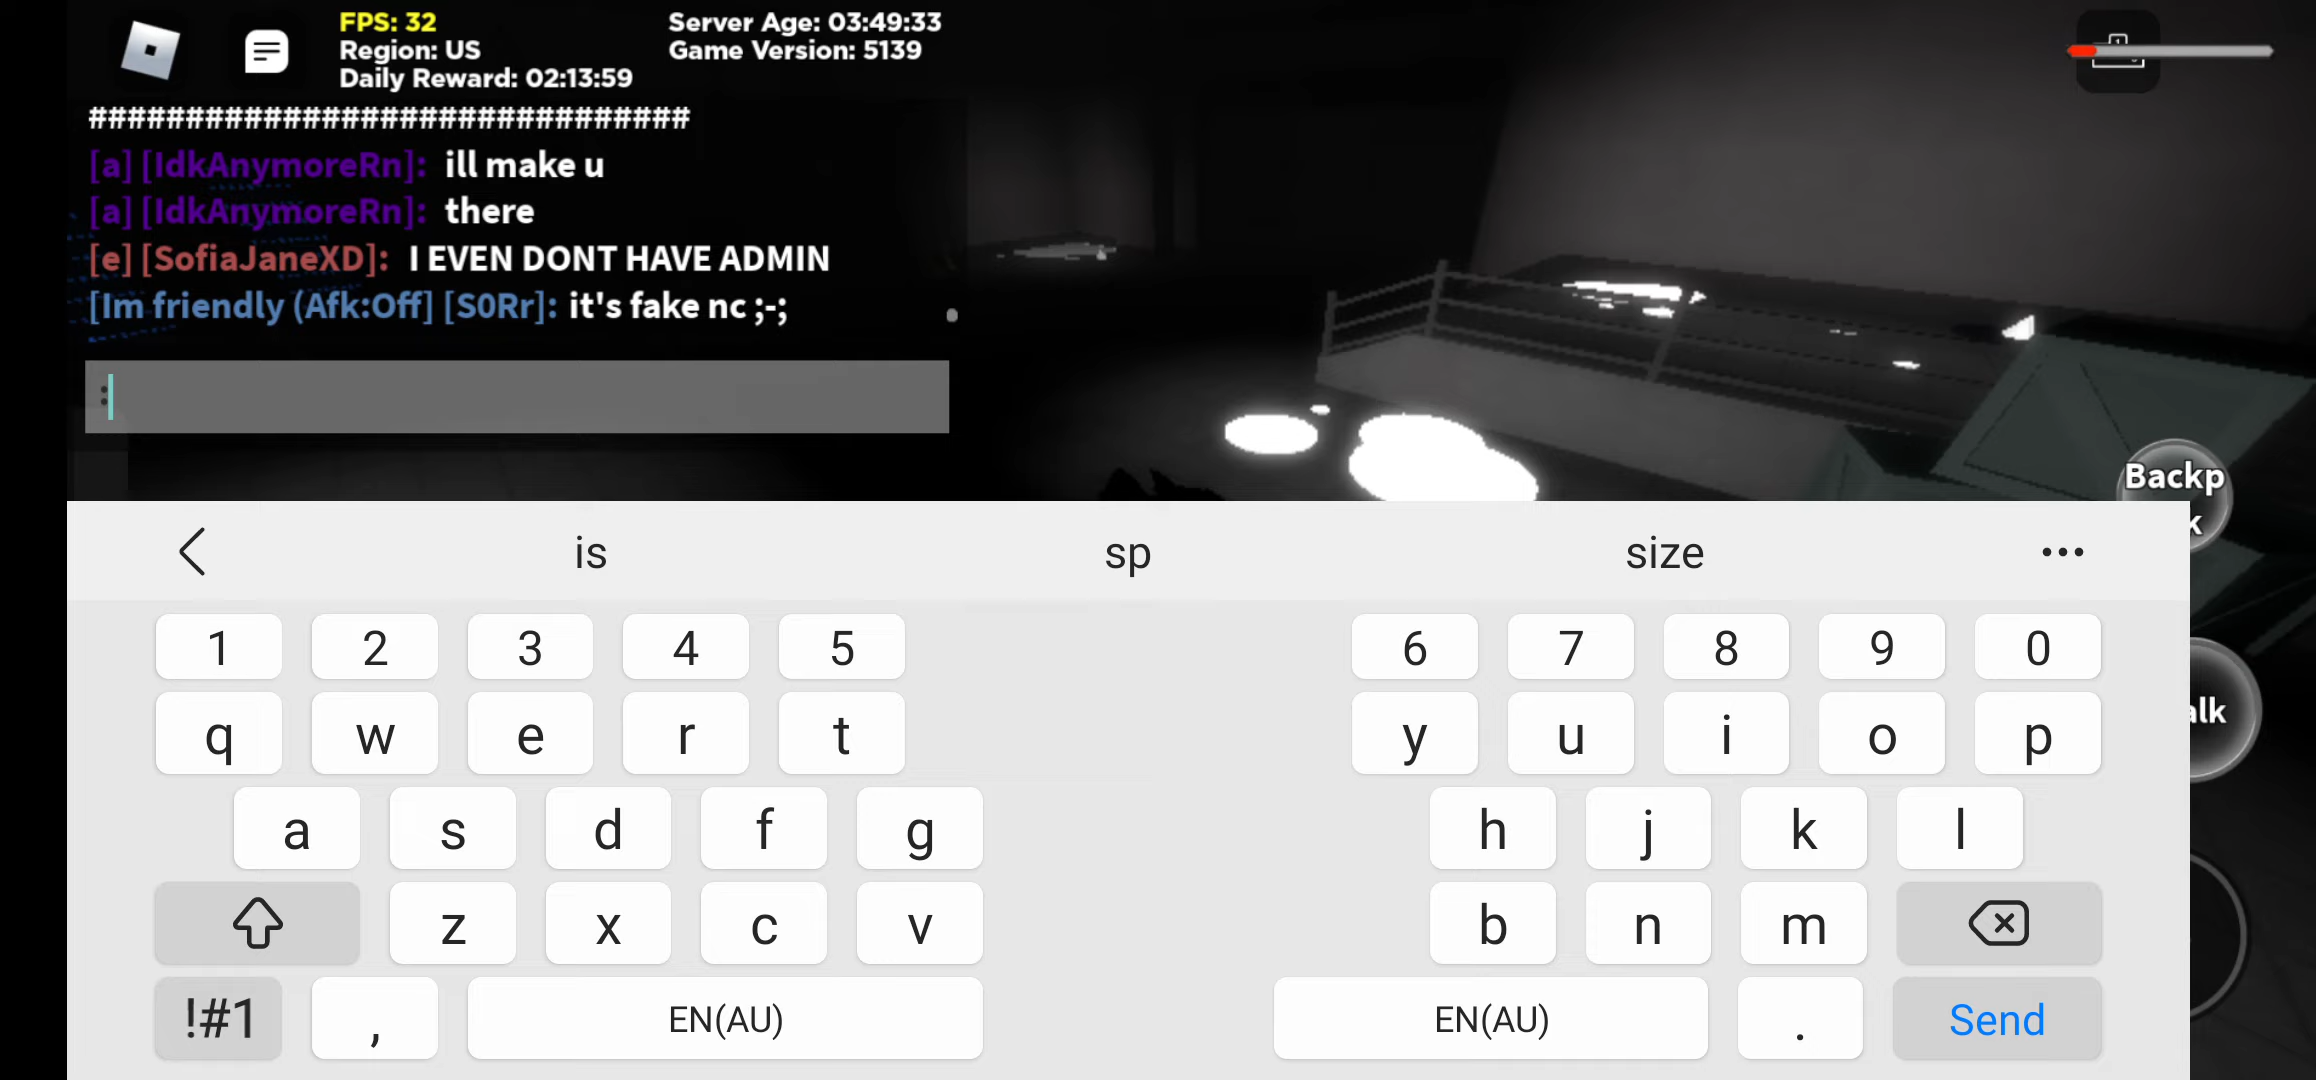 FPS: 32
Region: US
Daily Reward: 02:13:59
Server Age: 03:49:33
Game Version: 5139
###############################
[a] [IdkAnymoreRn]: ill make u
[a] [IdkAnymoreRn]: there
[e] [SofiaJaneXD]: I EVEN DONT HAVE ADMIN
[Im friendly (Afk:Off] [S0Rr]: it's fake nc ;-;
:
Backp
k
alk
is sp size
1 2 3 4 5 6 7 8 9 0
q w e r t y u i o p
a s d f g h j k l
z x c v b n m
!#1 , EN(AU) EN(AU) . Send